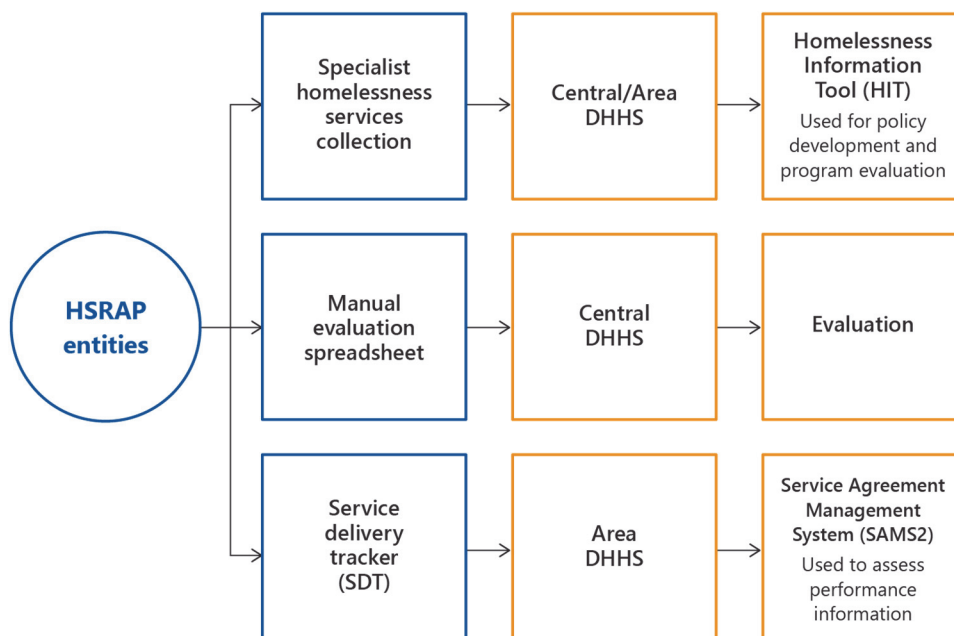 Specialist
homelessness
services
collection
Central/Area
DHHS
Homelessness
Information
Tool (HIT)
Used for policy
development and
program evaluation
HSRAP
entities
Manual
evaluation
spreadsheet
Central
DHHS
Evaluation
Service
delivery
tracker
(SDT)
Area
DHHS
Service Agreement
Management
System (SAMS2)
Used to assess
performance
information